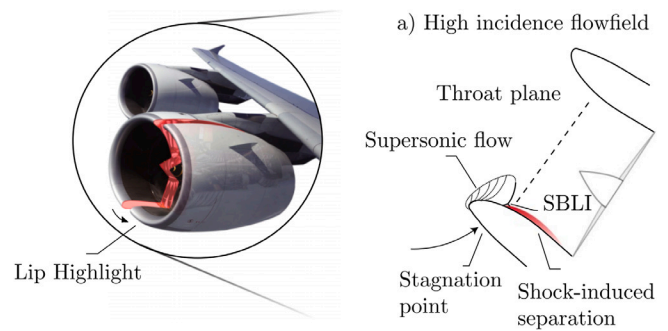 a) High incidence flowfield
Throat plane
Supersonic flow
SBLI
Lip Highlight
Stagnation
point
Shock-induced
separation